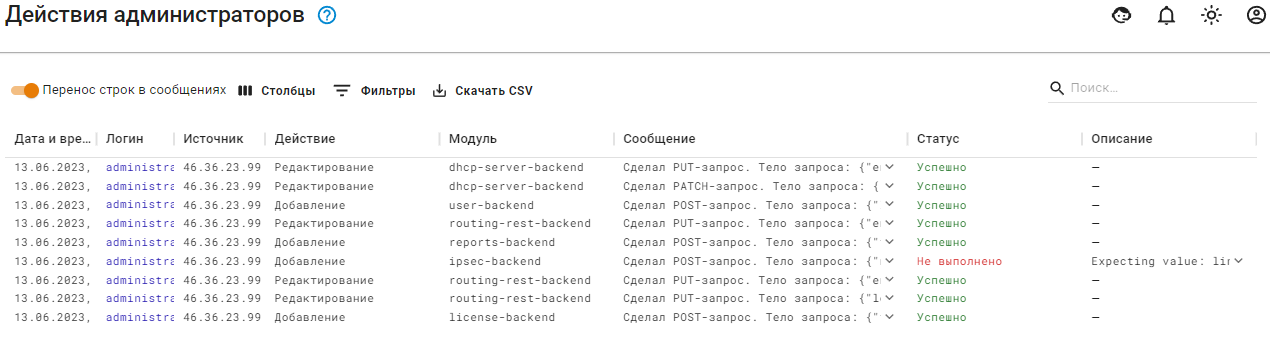 Действия администраторов ?
Перенос строк в сообщениях Столбцы Фильтры Скачать CSV Поиск...
Дата и вре... Логин Источник Действие Модуль Сообщение Статус Описание
13.06.2023, administra 46.36.23.99 Редактирование dhcp-server-backend Сделал PUT-запрос. Тело запроса: {"e Успешно —
13.06.2023, administra 46.36.23.99 Редактирование dhcp-server-backend Сделал PATCH-запрос. Тело запроса: { Успешно —
13.06.2023, administra 46.36.23.99 Добавление user-backend Сделал POST-запрос. Тело запроса: {" Успешно —
13.06.2023, administra 46.36.23.99 Редактирование routing-rest-backend Сделал PUT-запрос. Тело запроса: {"e Успешно —
13.06.2023, administra 46.36.23.99 Добавление reports-backend Сделал POST-запрос. Тело запроса: {" Успешно —
13.06.2023, administra 46.36.23.99 Добавление ipsec-backend Сделал POST-запрос. Тело запроса: {" Не выполнено Expecting value: lin
13.06.2023, administra 46.36.23.99 Редактирование routing-rest-backend Сделал PUT-запрос. Тело запроса: {"e Успешно —
13.06.2023, administra 46.36.23.99 Редактирование routing-rest-backend Сделал PUT-запрос. Тело запроса: {"l Успешно —
13.06.2023, administra 46.36.23.99 Добавление license-backend Сделал POST-запрос. Тело запроса: {" Успешно —